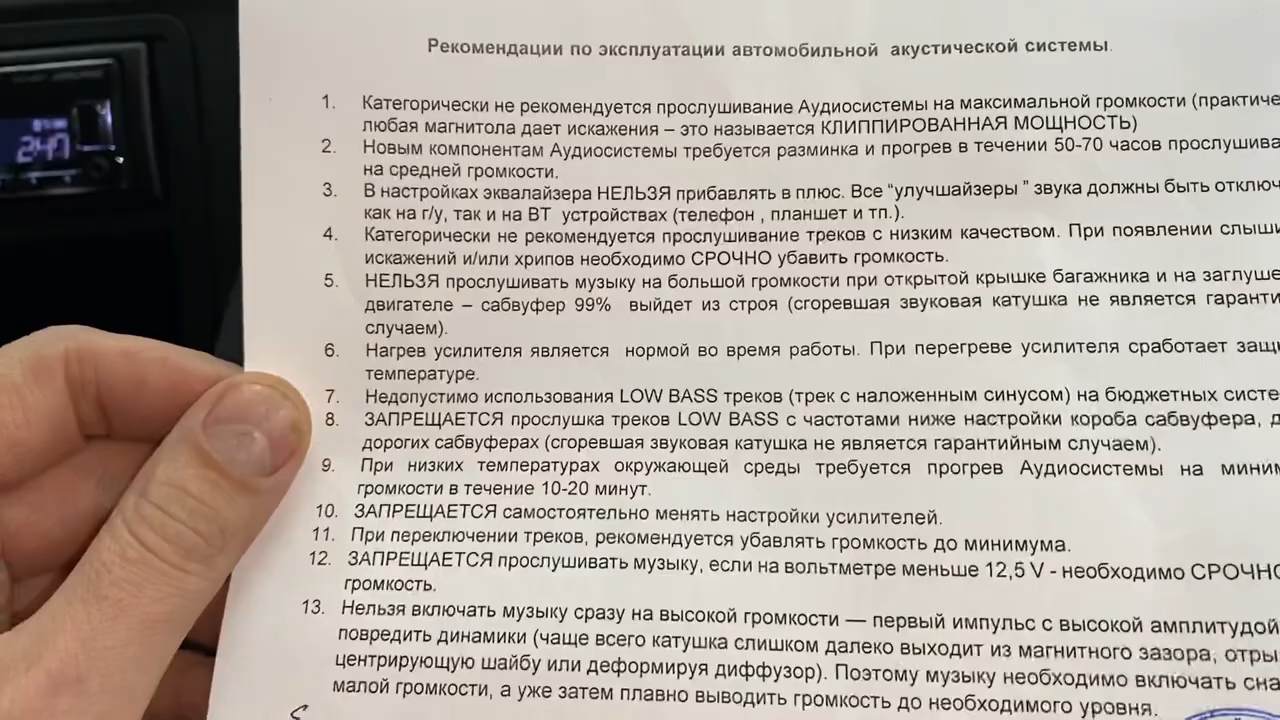 Рекомендации по эксплуатации автомобильной акустической системы.
1. Категорически не рекомендуется прослушивание Аудиосистемы на максимальной громкости (практиче
любая магнитола дает искажения – это называется КЛИППИРОВАННАЯ МОЩНОСТЬ)
2. Новым компонентам Аудиосистемы требуется разминка и прогрев в течении 50-70 часов прослушива
на средней громкости.
3. В настройках эквалайзера НЕЛЬЗЯ прибавлять в плюс. Все “улучшайзеры ” звука должны быть отключ
как на г/у, так и на ВТ устройствах (телефон , планшет и тп.).
4. Категорически не рекомендуется прослушивание треков с низким качеством. При появлении слыши
искажений и/или хрипов необходимо СРОЧНО убавить громкость.
5. НЕЛЬЗЯ прослушивать музыку на большой громкости при открытой крышке багажника и на заглуше
двигателе – сабвуфер 99% выйдет из строя (сгоревшая звуковая катушка не является гаранти
случаем).
6. Нагрев усилителя является нормой во время работы. При перегреве усилителя сработает защи
температуре.
7. Недопустимо использования LOW BASS треков (трек с наложенным синусом) на бюджетных систе
8. ЗАПРЕЩАЕТСЯ прослушка треков LOW BASS с частотами ниже настройки короба сабвуфера, д
дорогих сабвуферах (сгоревшая звуковая катушка не является гарантийным случаем).
9. При низких температурах окружающей среды требуется прогрев Аудиосистемы на миним
громкости в течение 10-20 минут.
10. ЗАПРЕЩАЕТСЯ самостоятельно менять настройки усилителей.
11. При переключении треков, рекомендуется убавлять громкость до минимума.
12. ЗАПРЕЩАЕТСЯ прослушивать музыку, если на вольтметре меньше 12,5 V - необходимо СРОЧНО
громкость.
13. Нельзя включать музыку сразу на высокой громкости — первый импульс с высокой амплитудой
повредить динамики (чаще всего катушка слишком далеко выходит из магнитного зазора, отры
центрирующую шайбу или деформируя диффузор). Поэтому музыку необходимо включать сна
малой громкости, а уже затем плавно выводить громкость до необходимого уровня.
2:47